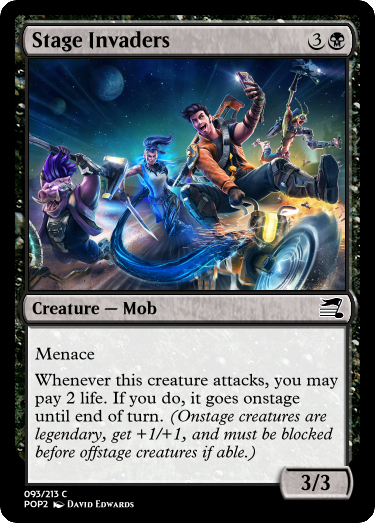 Stage Invaders 3
Creature — Mob
Menace
Whenever this creature attacks, you may
pay 2 life. If you do, it goes onstage
until end of turn. (Onstage creatures are
legendary, get +1/+1, and must be blocked
before offstage creatures if able.)
3/3
093/213 C
POP2 David Edwards